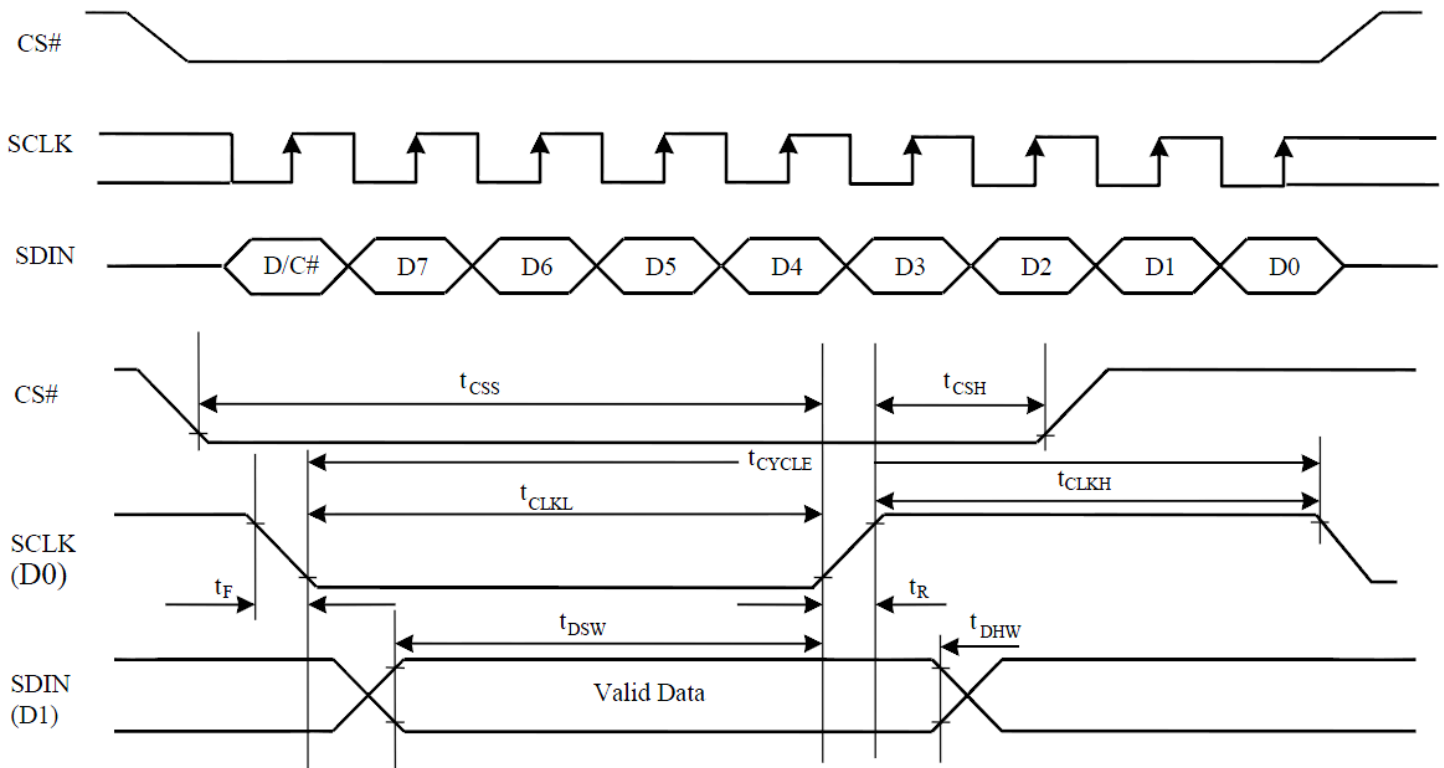 CS#
SCLK
SDIN
D/C# D7 D6 D5 D4 D3 D2 D1 D0
CS#
tCSS
tCSH
tCYCLE
tCLKL
tCLKH
SCLK
(D0)
tF
tR
tDSW
tDHW
SDIN
(D1)
Valid Data